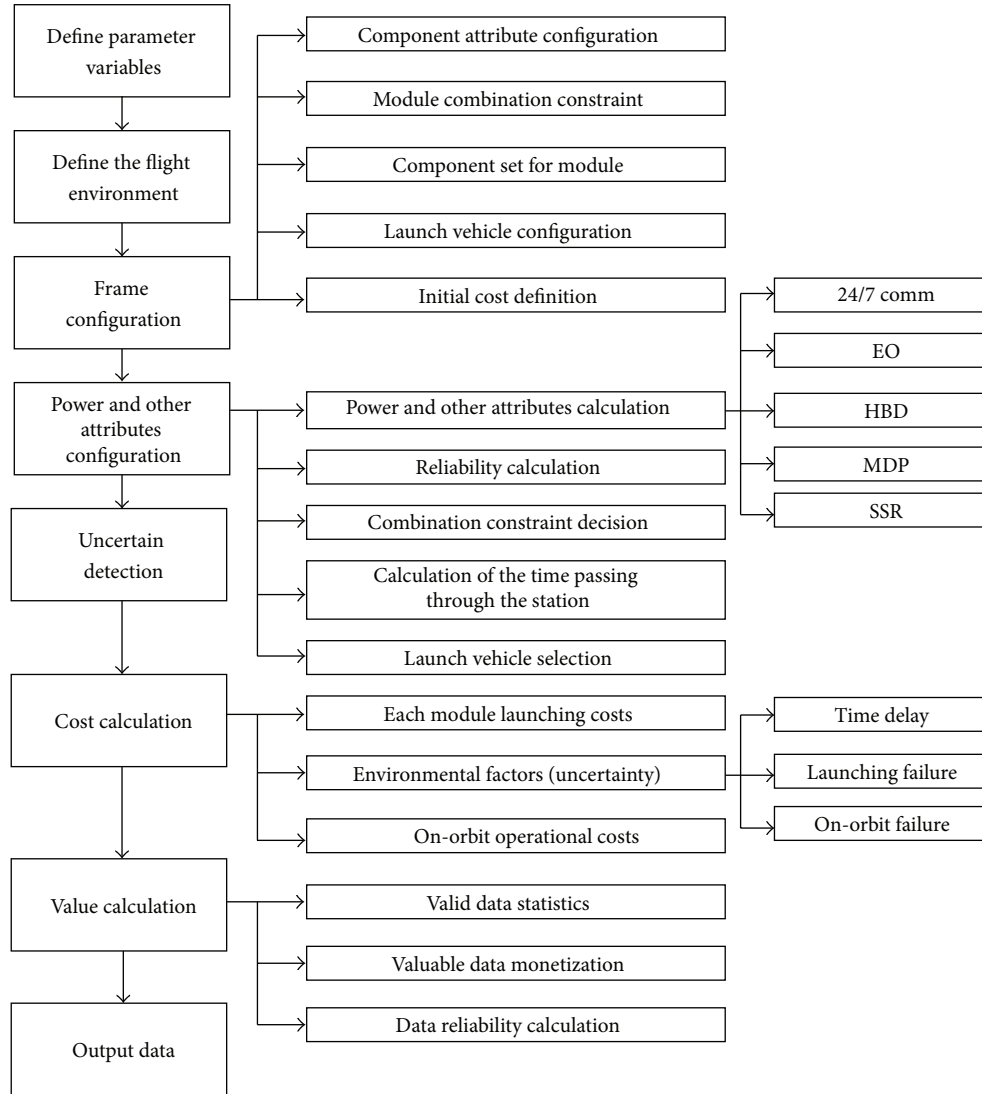 Define parameter
variables
Define the flight
environment
Frame
configuration
Power and other
attributes
configuration
Uncertain
detection
Cost calculation
Value calculation
Output data
Component attribute configuration
Module combination constraint
Component set for module
Launch vehicle configuration
Initial cost definition
Power and other attributes calculation
Reliability calculation
Combination constraint decision
Calculation of the time passing
through the station
Launch vehicle selection
Each module launching costs
Environmental factors (uncertainty)
On-orbit operational costs
Valid data statistics
Valuable data monetization
Data reliability calculation
24/7 comm
EO
HBD
MDP
SSR
Time delay
Launching failure
On-orbit failure